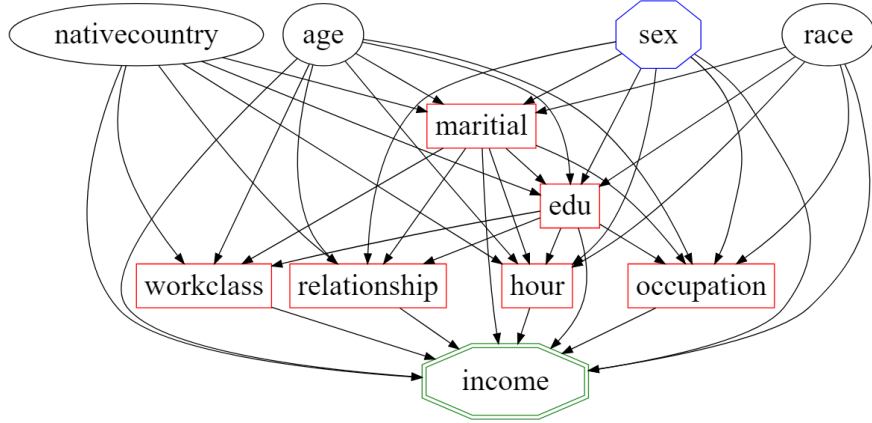 nativecountry age sex race
maritial
edu
workclass relationship hour occupation
income